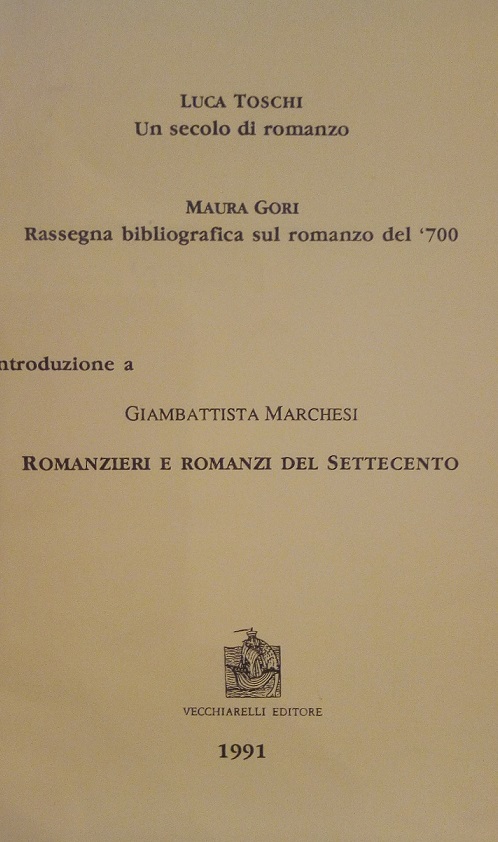 LUCA TOSCHI
Un secolo di romanzo
MAURA GORI
Rassegna bibliografica sul romanzo del ‘700
ntroduzione a
GIAMBATTISTA MARCHESI
ROMANZIERI E ROMANZI DEL SETTECENTO
VECCHIARELLI EDITORE
1991